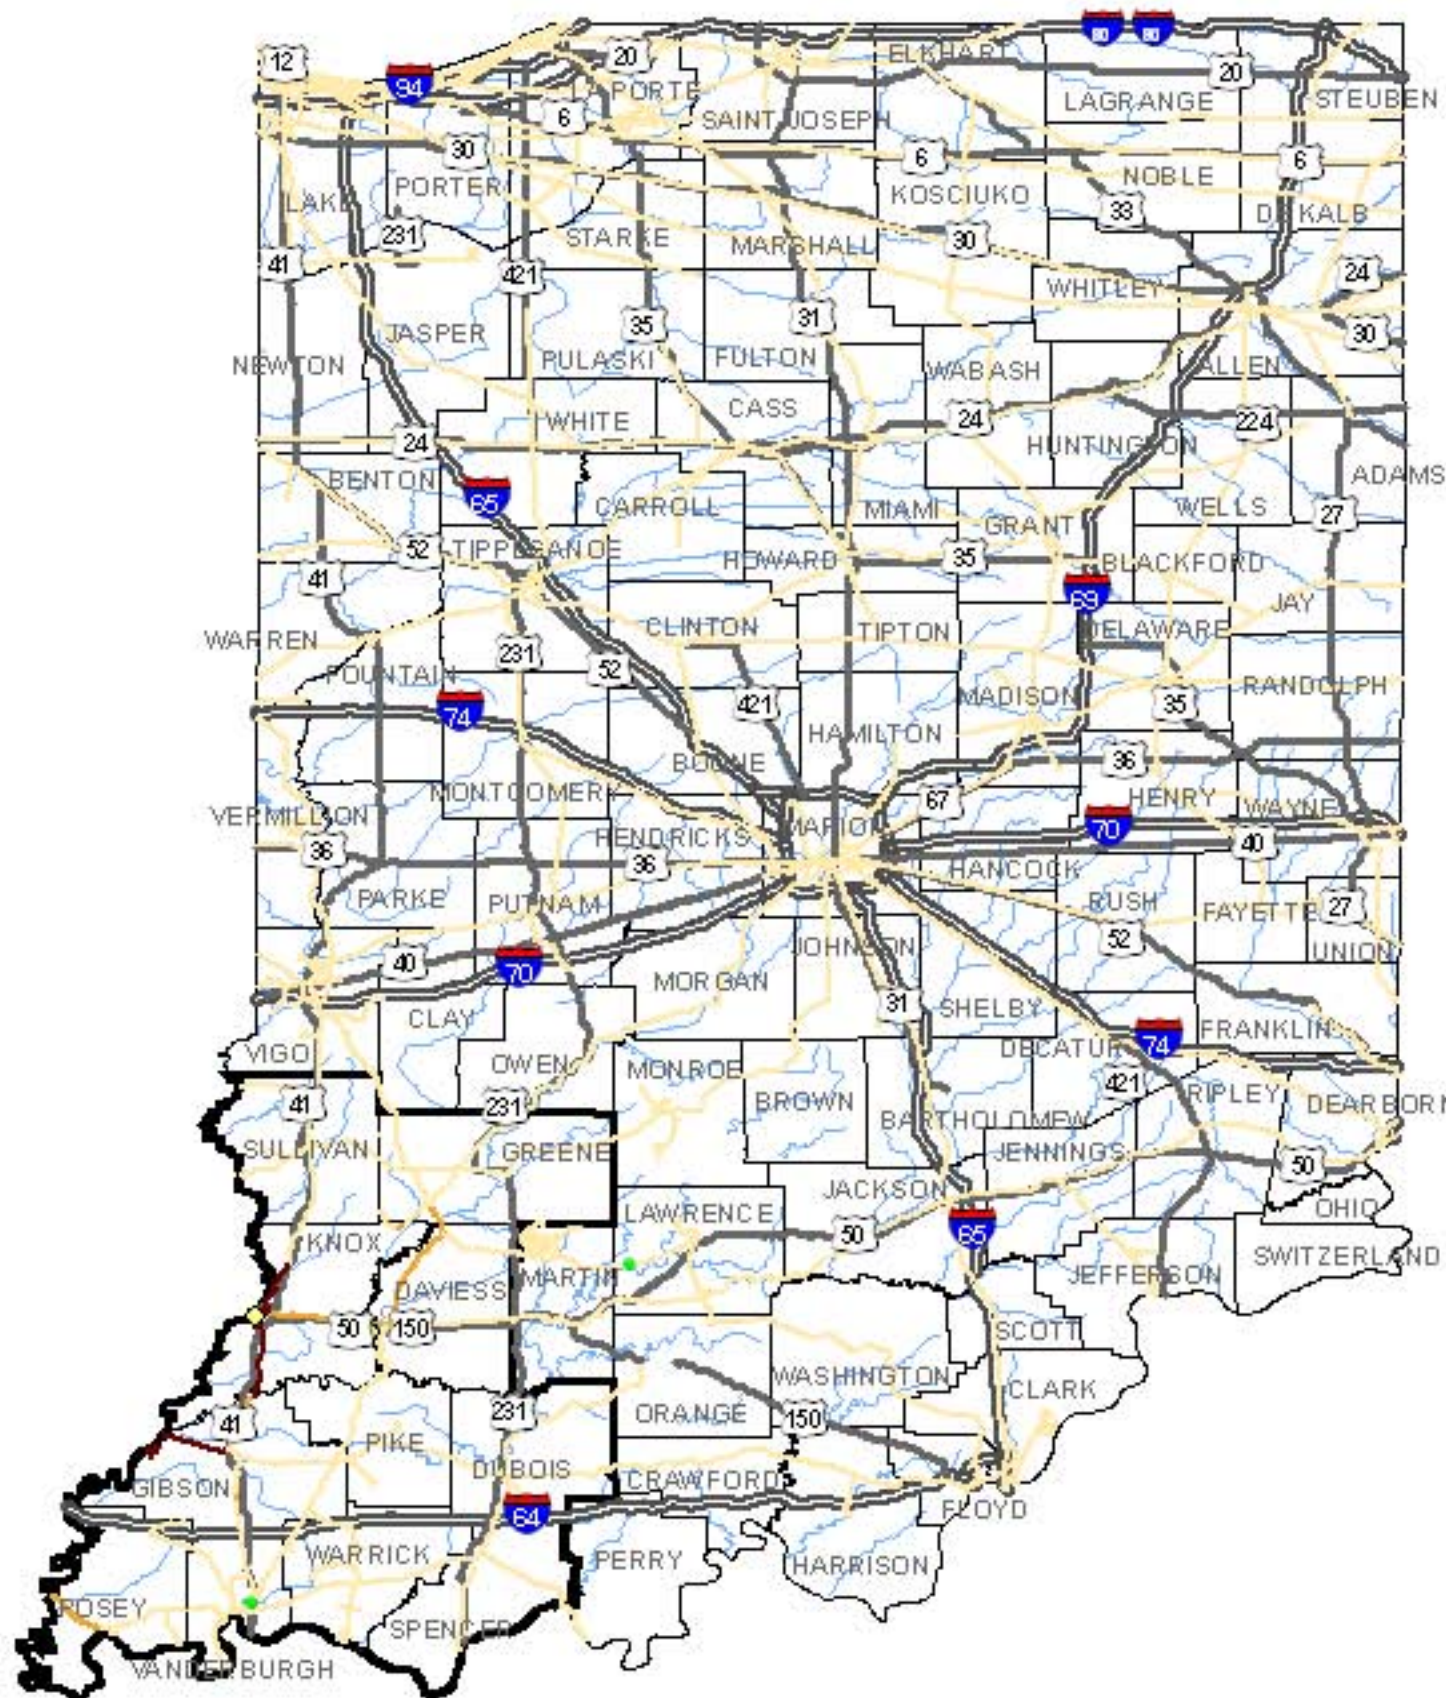 80 80
12
20
ELKHART
94
20
LA PORTE
LAGRANGE
STEUBEN
6
SAINT JOSEPH
30
6
6
PORTER
KOSCIUKO
NOBLE
LAKE
33
DE KALB
231
STARKE
MARSHALL
30
41
421
WHITLEY
24
35
31
JASPER
30
NEWTON
PULASKI
FULTON
WABASH
ALLEN
CASS
WHITE
24
224
24
HUNTINGTON
BENTON
ADAMS
65
CARROLL
MIAMI
WELLS
27
GRANT
52
TIPPECANOE
HOWARD
35
BLACKFORD
41
69
JAY
WARREN
CLINTON
TIPTON
DELAWARE
231
52
FOUNTAIN
RANDOLPH
74
421
MADISON
35
HAMILTON
BOONE
36
MONTGOMERY
67
HENRY
WAYNE
VERMILLION
70
HENDRICKS
MARION
36
36
40
HANCOCK
PARKE
PUTNAM
RUSH
FAYETTE
27
52
JOHNSON
UNION
40
70
MORGAN
31
SHELBY
CLAY
FRANKLIN
74
VIGO
OWEN
MONROE
DECATUR
421
RIPLEY
41
231
BROWN
DEARBORN
BARTHOLOMEW
SULLIVAN
GREENE
JENNINGS
50
JACKSON
LAWRENCE
OHIO
50
65
KNOX
SWITZERLAND
MARTIN
JEFFERSON
DAVIESS
50
150
SCOTT
WASHINGTON
CLARK
231
ORANGE
150
41
PIKE
DUBOIS
CRAWFORD
GIBSON
64
FLOYD
WARRICK
PERRY
HARRISON
POSEY
SPENCER
VANDERBURGH